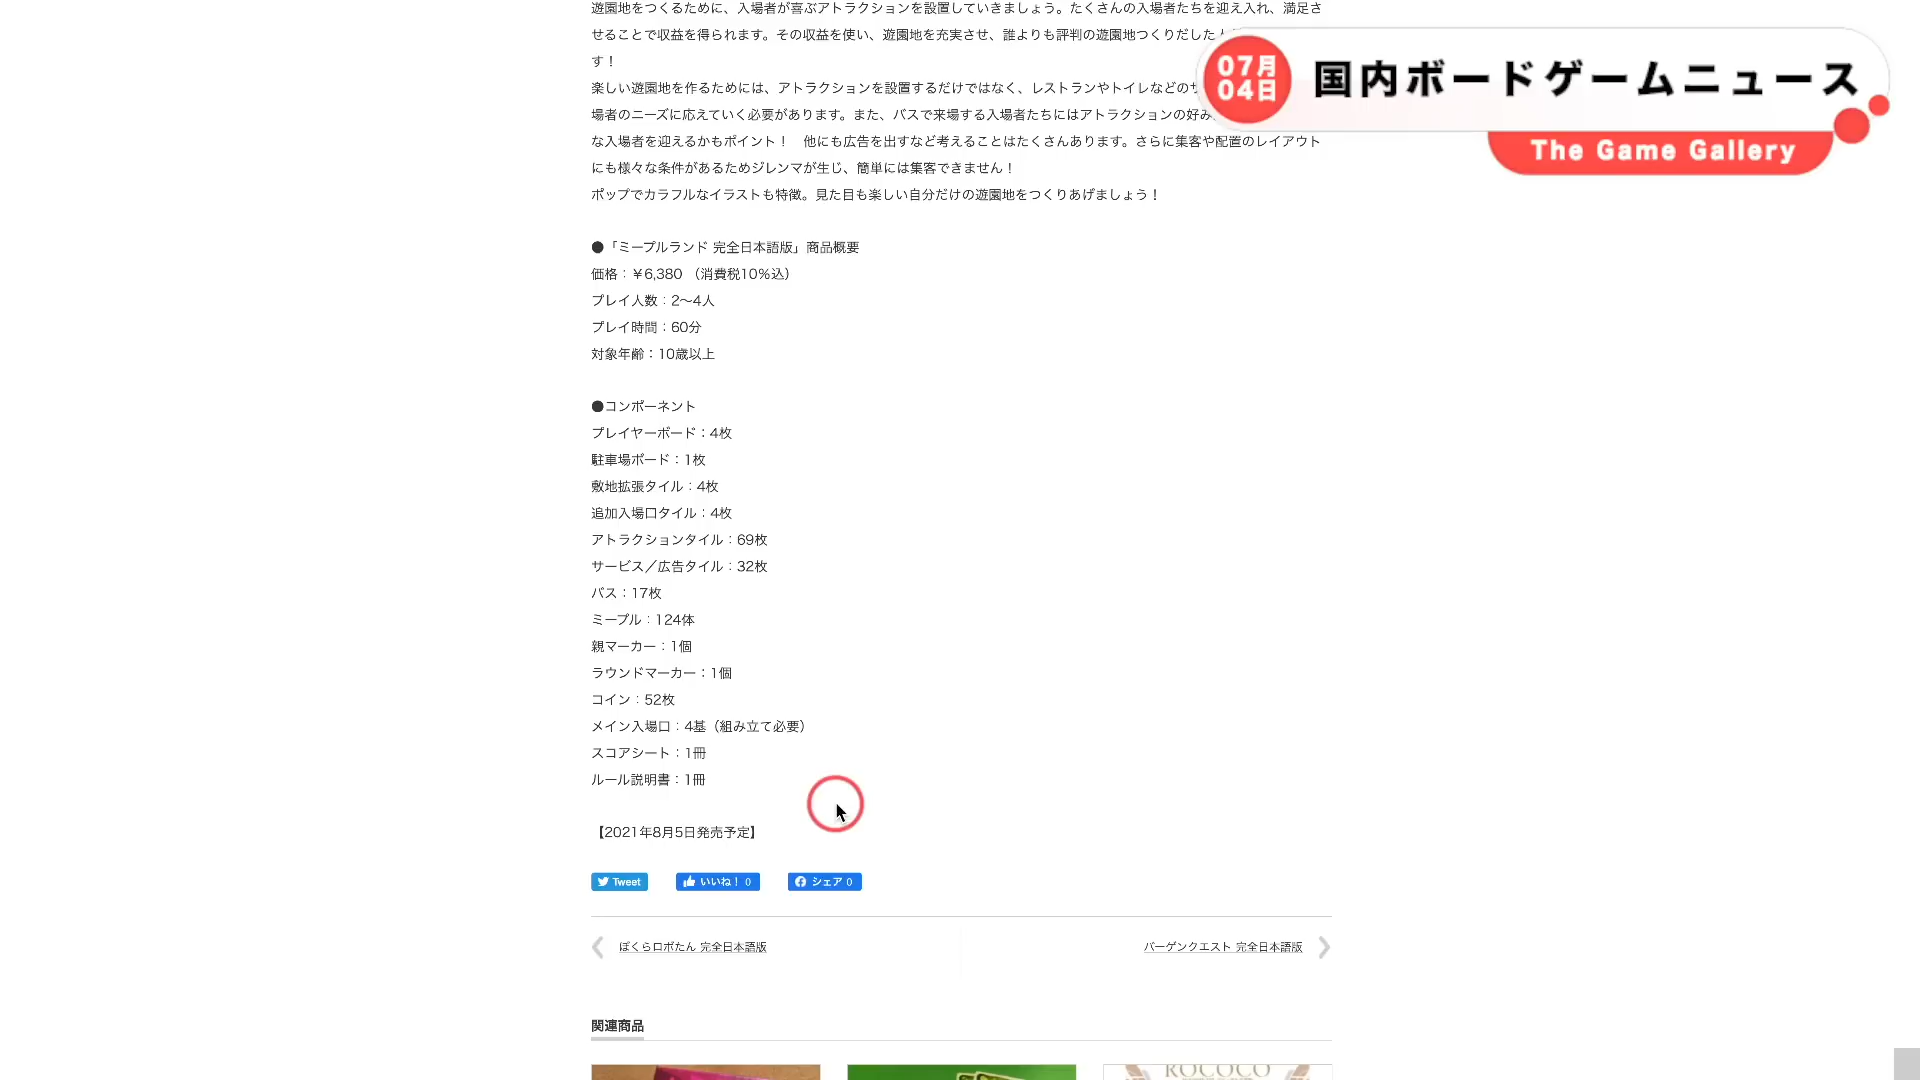 遊園地をつくるために、入場者が喜ぶアトラクションを設置していきましょう。たくさんの入場者たちを迎え入れ、満足さ
せることで収益を得られます。その収益を使い、遊園地を充実させ、誰よりも評判の遊園地つくりだした
す！
楽しい遊園地を作るためには、アトラクションを設置するだけではなく、レストランやトイレなどの
場者のニーズに応えていく必要があります。また、バスで来場する入場者たちにはアトラクションの好み
な入場者を迎えるかもポイント！　他にも広告を出すなど考えることはたくさんあります。さらに集客や配置のレイアウト
にも様々な条件があるためジレンマが生じ、簡単には集客できません！
ポップでカラフルなイラストも特徴。見た目も楽しい自分だけの遊園地をつくりあげましょう！
07月
04日
国内ボードゲームニュース
The Game Gallery
●「ミープルランド 完全日本語版」商品概要
価格：￥6,380 （消費税10％込）
プレイ人数：2〜4人
プレイ時間：60分
対象年齢：10歳以上
●コンポーネント
プレイヤーボード：4枚
駐車場ボード：1枚
敷地拡張タイル：4枚
追加入場口タイル：4枚
アトラクションタイル：69枚
サービス／広告タイル：32枚
バス：17枚
ミープル：124体
親マーカー：1個
ラウンドマーカー：1個
コイン：52枚
メイン入場口：4基（組み立て必要）
スコアシート：1冊
ルール説明書：1冊
【2021年8月5日発売予定】
Tweet
いいね！ 0
シェア 0
ぼくらロボたん 完全日本語版
バーゲンクエスト 完全日本語版
関連商品
ROCOCO